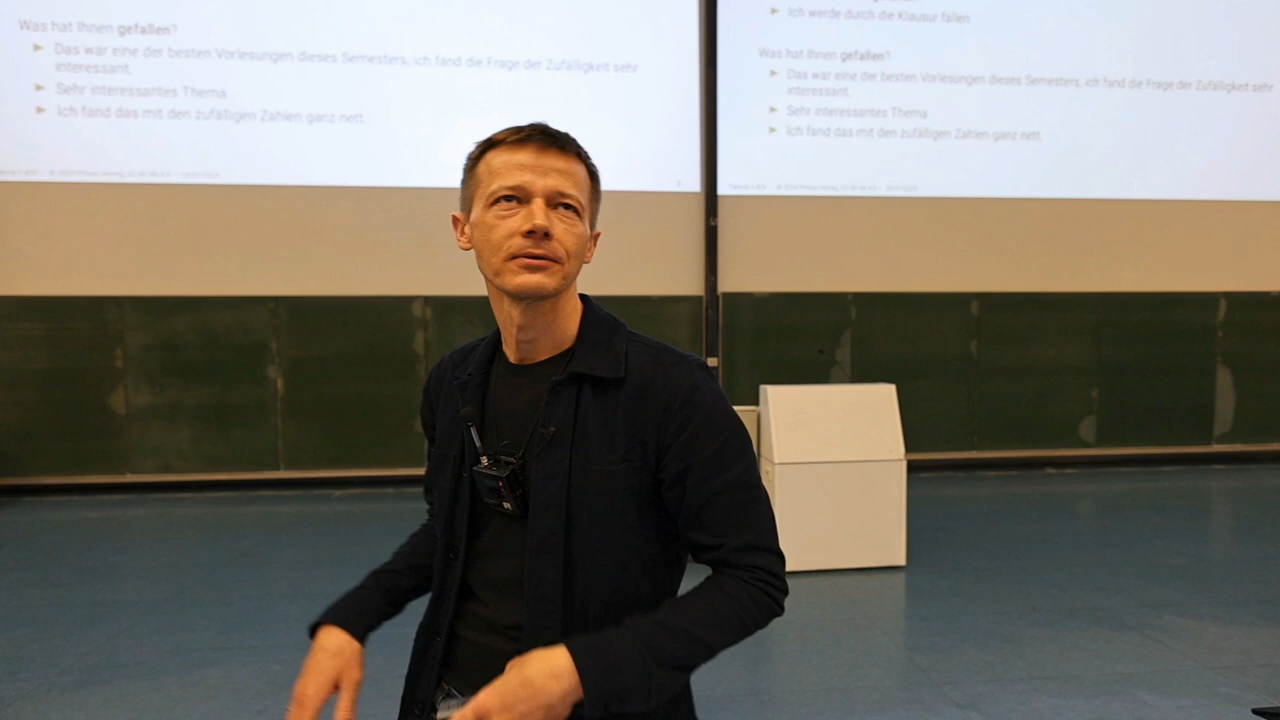 Was hat Ihnen gefallen?
Das war eine der besten Vorlesungen dieses Semesters, ich fand die Frage der Zufälligkeit sehr
interessant.
Sehr interessantes Thema
Ich fand das mit den zufälligen Zahlen ganz nett.
Ich werde durch die Klausur fallen
Was hat Ihnen gefallen?
Das war eine der besten Vorlesungen dieses Semesters, ich fand die Frage der Zufälligkeit sehr
interessant.
Sehr interessantes Thema
Ich fand das mit den zufälligen Zahlen ganz nett.